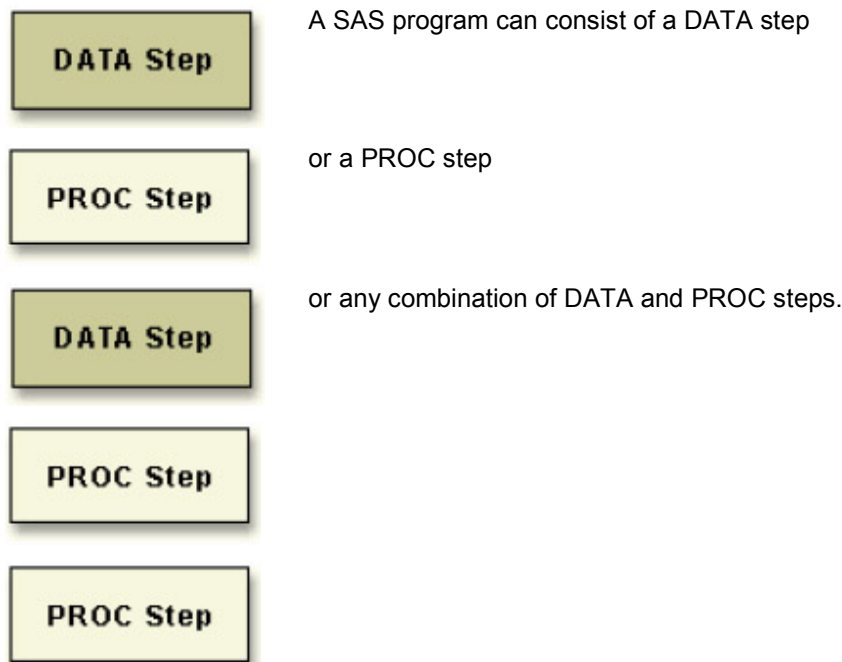 DATA Step
A SAS program can consist of a DATA step
PROC Step
or a PROC step
DATA Step
or any combination of DATA and PROC steps.
PROC Step
PROC Step